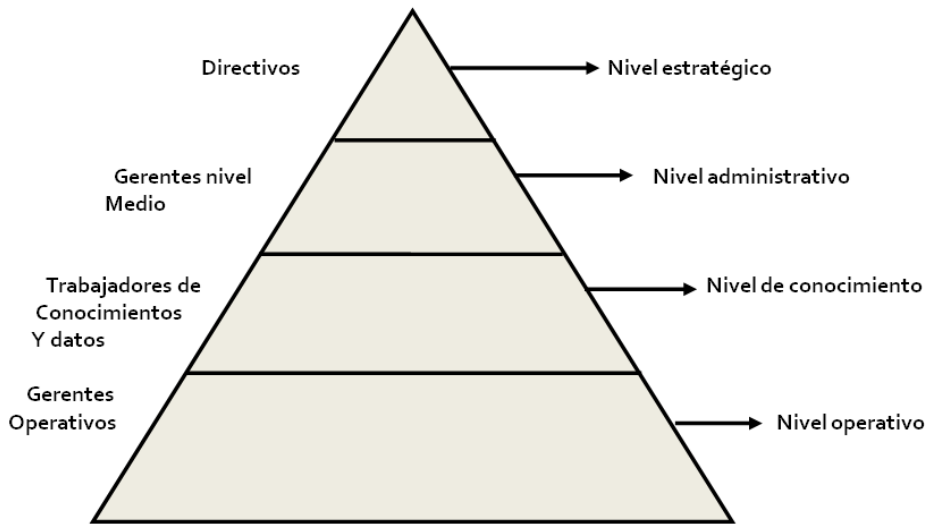 Directivos
Nivel estratégico
Gerentes nivel
Medio
Nivel administrativo
Trabajadores de
Conocimientos
Y datos
Nivel de conocimiento
Gerentes
Operativos
Nivel operativo